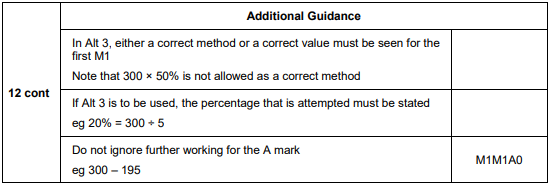 Additional Guidance
12 cont
In Alt 3, either a correct method or a correct value must be seen for the
first M1
Note that 300 × 50% is not allowed as a correct method
If Alt 3 is to be used, the percentage that is attempted must be stated
eg 20% = 300 ÷ 5
Do not ignore further working for the A mark
eg 300 – 195
M1M1A0